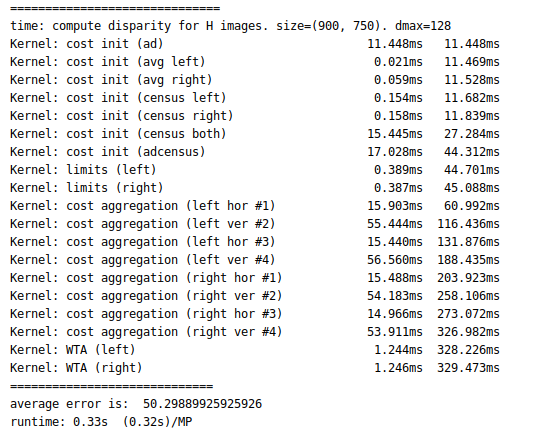 ==============================
time: compute disparity for H images. size=(900, 750). dmax=128
Kernel: cost init (ad) 11.448ms 11.448ms
Kernel: cost init (avg left) 0.021ms 11.469ms
Kernel: cost init (avg right) 0.059ms 11.528ms
Kernel: cost init (census left) 0.154ms 11.682ms
Kernel: cost init (census right) 0.158ms 11.839ms
Kernel: cost init (census both) 15.445ms 27.284ms
Kernel: cost init (adcensus) 17.028ms 44.312ms
Kernel: limits (left) 0.389ms 44.701ms
Kernel: limits (right) 0.387ms 45.088ms
Kernel: cost aggregation (left hor #1) 15.903ms 60.992ms
Kernel: cost aggregation (left ver #2) 55.444ms 116.436ms
Kernel: cost aggregation (left hor #3) 15.440ms 131.876ms
Kernel: cost aggregation (left ver #4) 56.560ms 188.435ms
Kernel: cost aggregation (right hor #1) 15.488ms 203.923ms
Kernel: cost aggregation (right ver #2) 54.183ms 258.106ms
Kernel: cost aggregation (right hor #3) 14.966ms 273.072ms
Kernel: cost aggregation (right ver #4) 53.911ms 326.982ms
Kernel: WTA (left) 1.244ms 328.226ms
Kernel: WTA (right) 1.246ms 329.473ms
=============================
average error is:  50.29889925925926
runtime: 0.33s  (0.32s)/MP